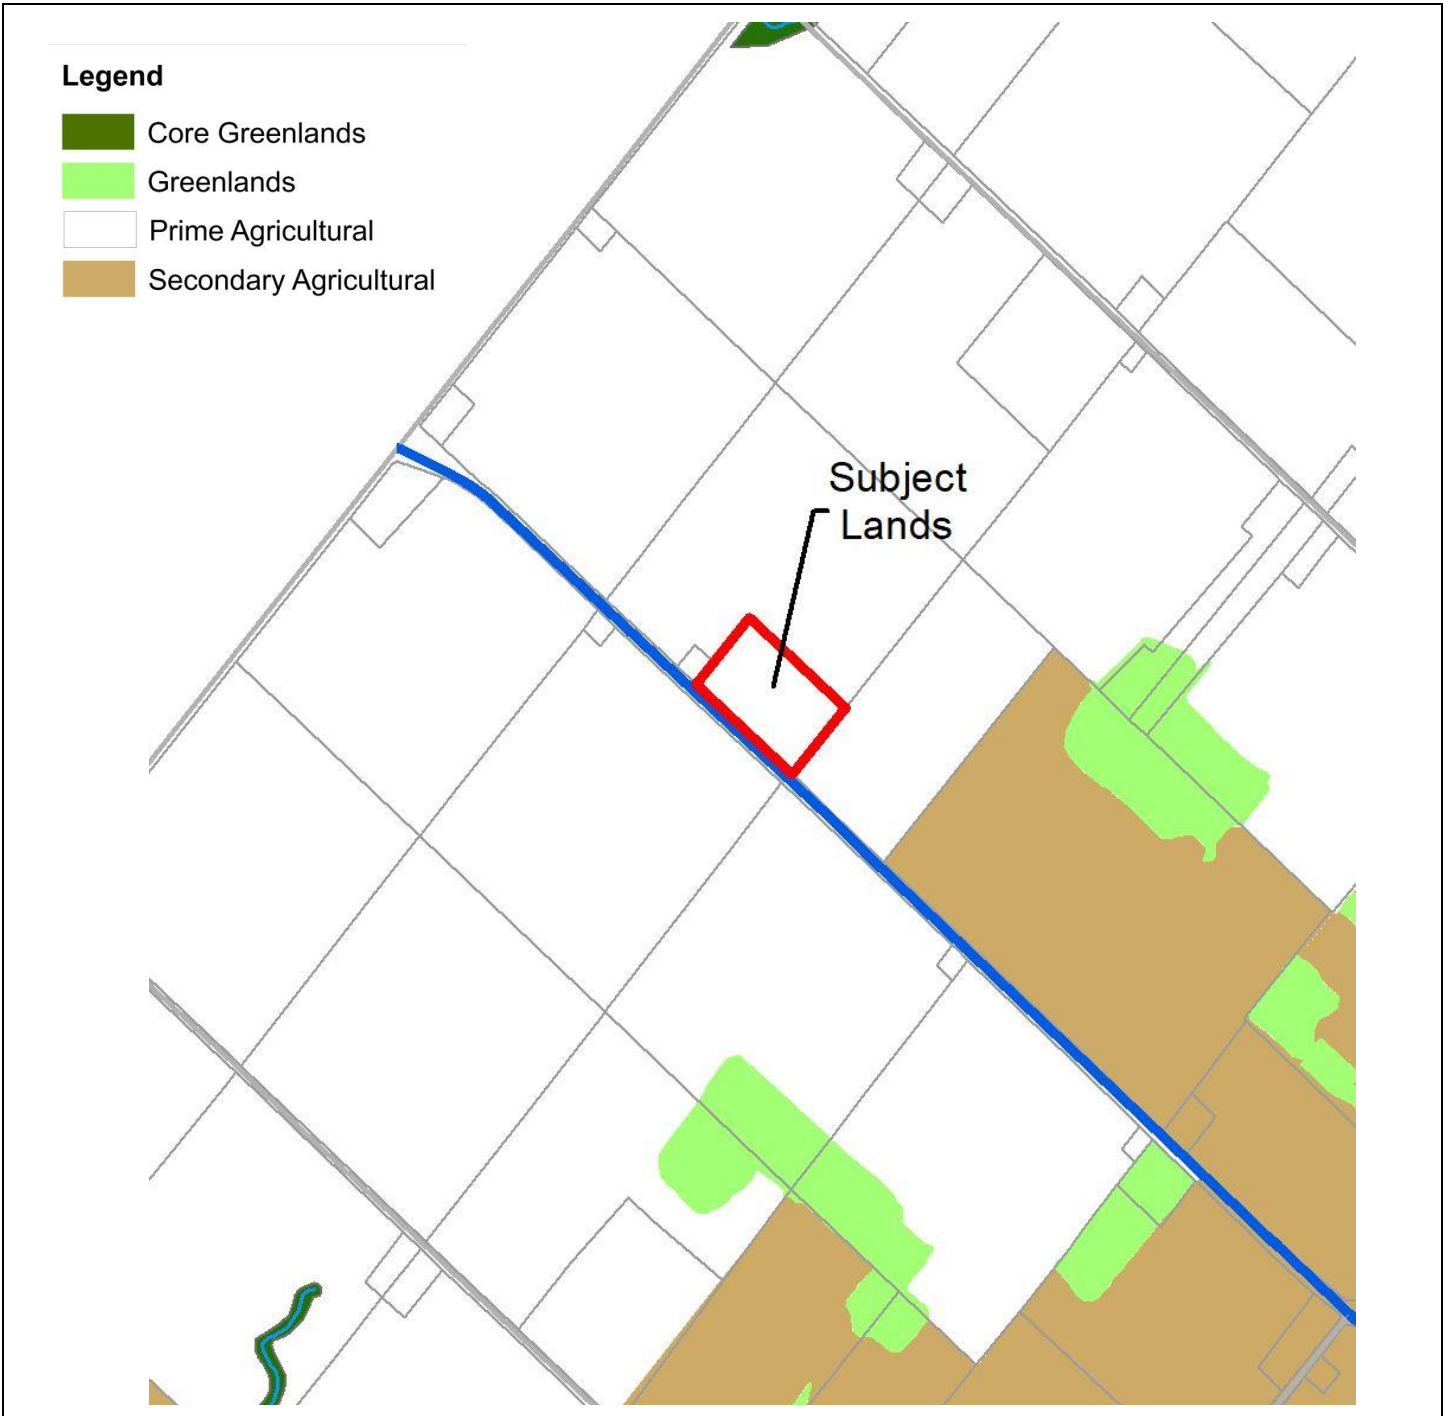 Legend
Core Greenlands
Greenlands
Prime Agricultural
Secondary Agricultural
Subject
Lands